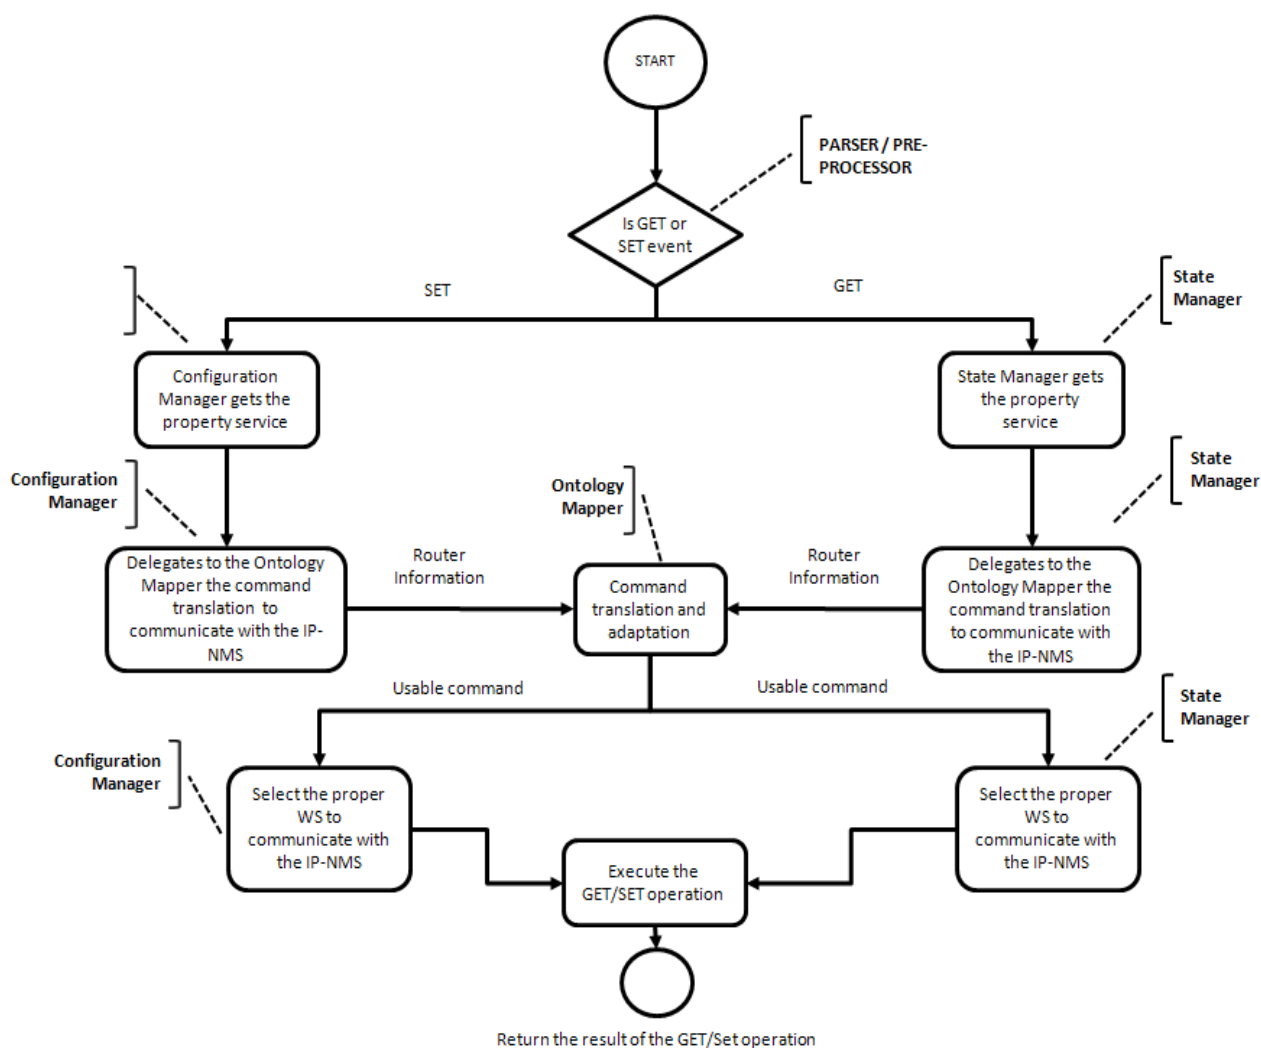 START
PARSER / PRE-
PROCESSOR
Is GET or
SET event
SET
GET
State
Manager
Configuration
Manager gets the
property service
State Manager gets
the property
service
Configuration
Manager
Ontology
Mapper
State
Manager
Delegates to the Ontology
Mapper the command
translation to
communicate with the IP-
NMS
Router
Information
Command
translation and
adaptation
Router
Information
Delegates to the
Ontology Mapper the
command translation
to communicate with
the IP-NMS
Usable command
Usable command
State
Manager
Configuration
Manager
Select the proper
WS to
communicate with
the IP-NMS
Select the proper
WS to
communicate with
the IP-NMS
Execute the
GET/SET operation
Return the result of the GET/Set operation